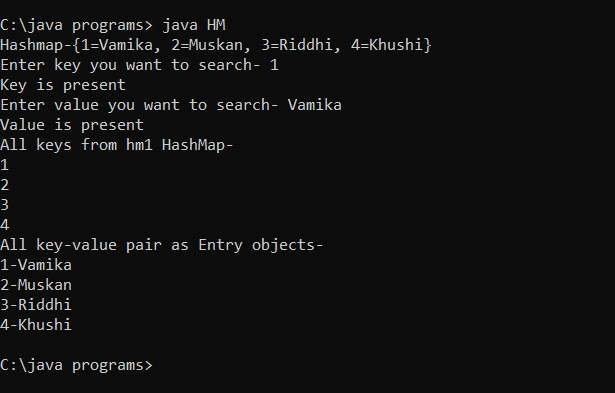 C:\java programs> java HM
Hashmap-{1=Vamika, 2=Muskan, 3=Riddhi, 4=Khushi}
Enter key you want to search- 1
Key is present
Enter value you want to search- Vamika
Value is present
All keys from hm1 HashMap-
1
2
3
4
All key-value pair as Entry objects-
1-Vamika
2-Muskan
3-Riddhi
4-Khushi
C:\java programs>